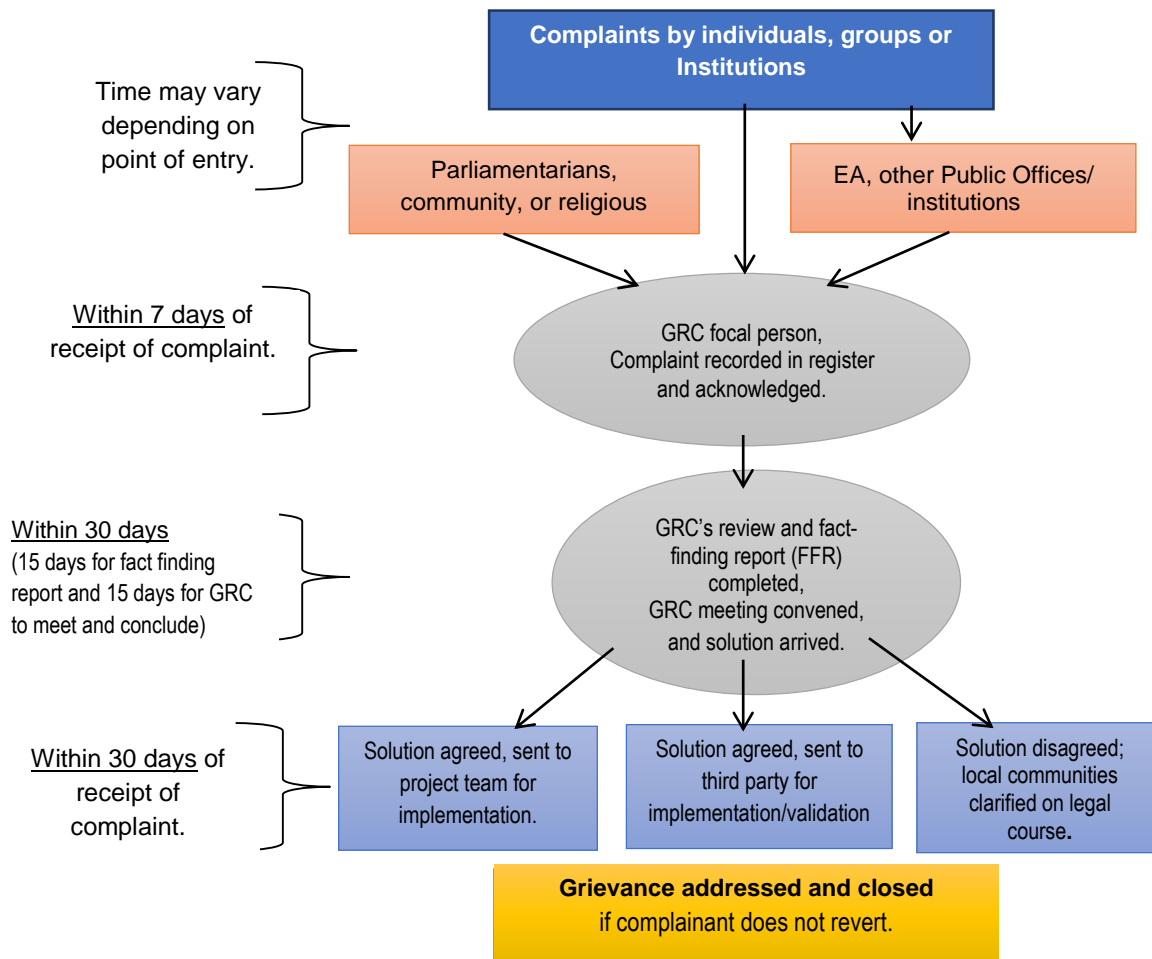 Complaints by individuals, groups or
Institutions
Time may vary
depending on
point of entry.
Parliamentarians,
community, or religious
EA, other Public Offices/
institutions
Within 7 days of
receipt of complaint.
GRC focal person,
Complaint recorded in register
and acknowledged.
Within 30 days
(15 days for fact finding
report and 15 days for GRC
to meet and conclude)
GRC's review and fact-
finding report (FFR)
completed,
GRC meeting convened,
and solution arrived.
Within 30 days of
receipt of
complaint.
Solution agreed, sent to
project team for
implementation.
Solution agreed, sent to
third party for
implementation/validation
Solution disagreed;
local communities
clarified on legal
course.
Grievance addressed and closed
if complainant does not revert.